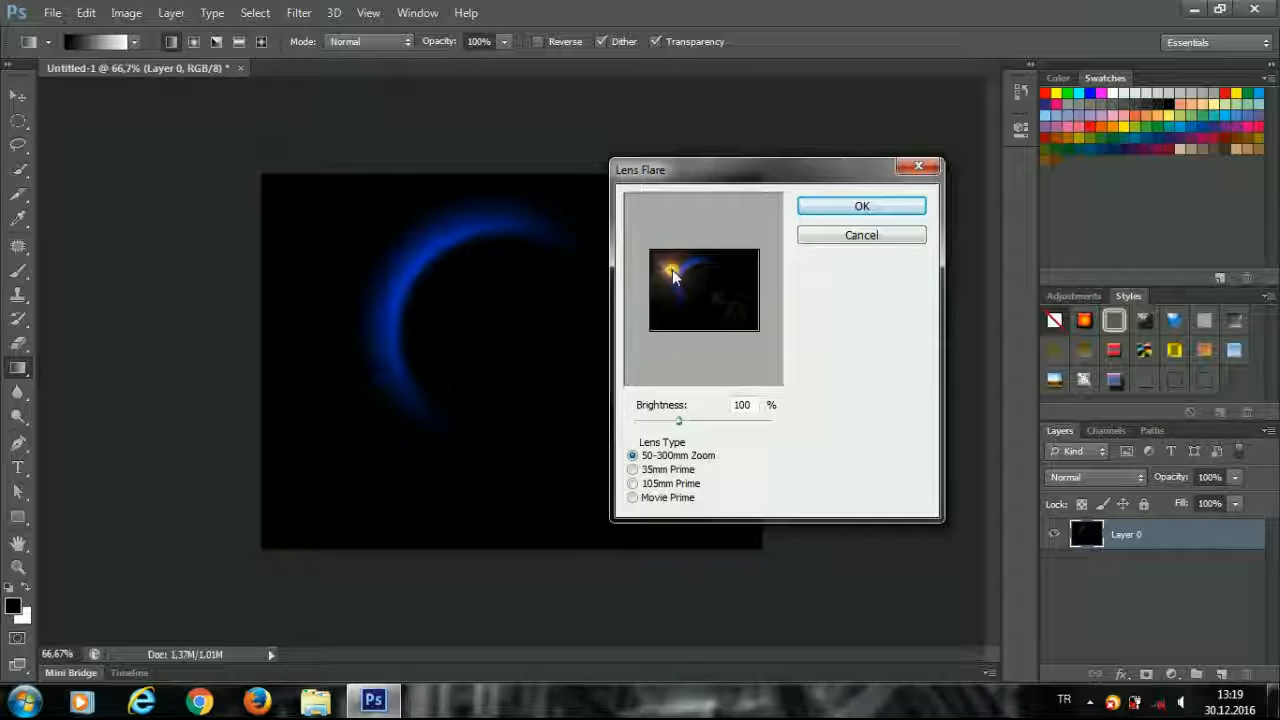 Ps File Edit Image Layer Type Select Filter 3D View Window Help
Mode: Normal Opacity: 100% Reverse Dither Transparency Essentials
Untitled-1 @ 66,7% (Layer 0, RGB/8) * ×
Color Swatches
Lens Flare
OK
Cancel
Brightness: 100 %
Lens Type
50-300mm Zoom
35mm Prime
105mm Prime
Movie Prime
Adjustments Styles
Layers Channels Paths
Kind
Normal Opacity: 100%
Lock: Fill: 100%
Layer 0
66,67% Doc: 1,37M/1,01M
Mini Bridge Timeline
Ps TR 13:19
30.12.2016